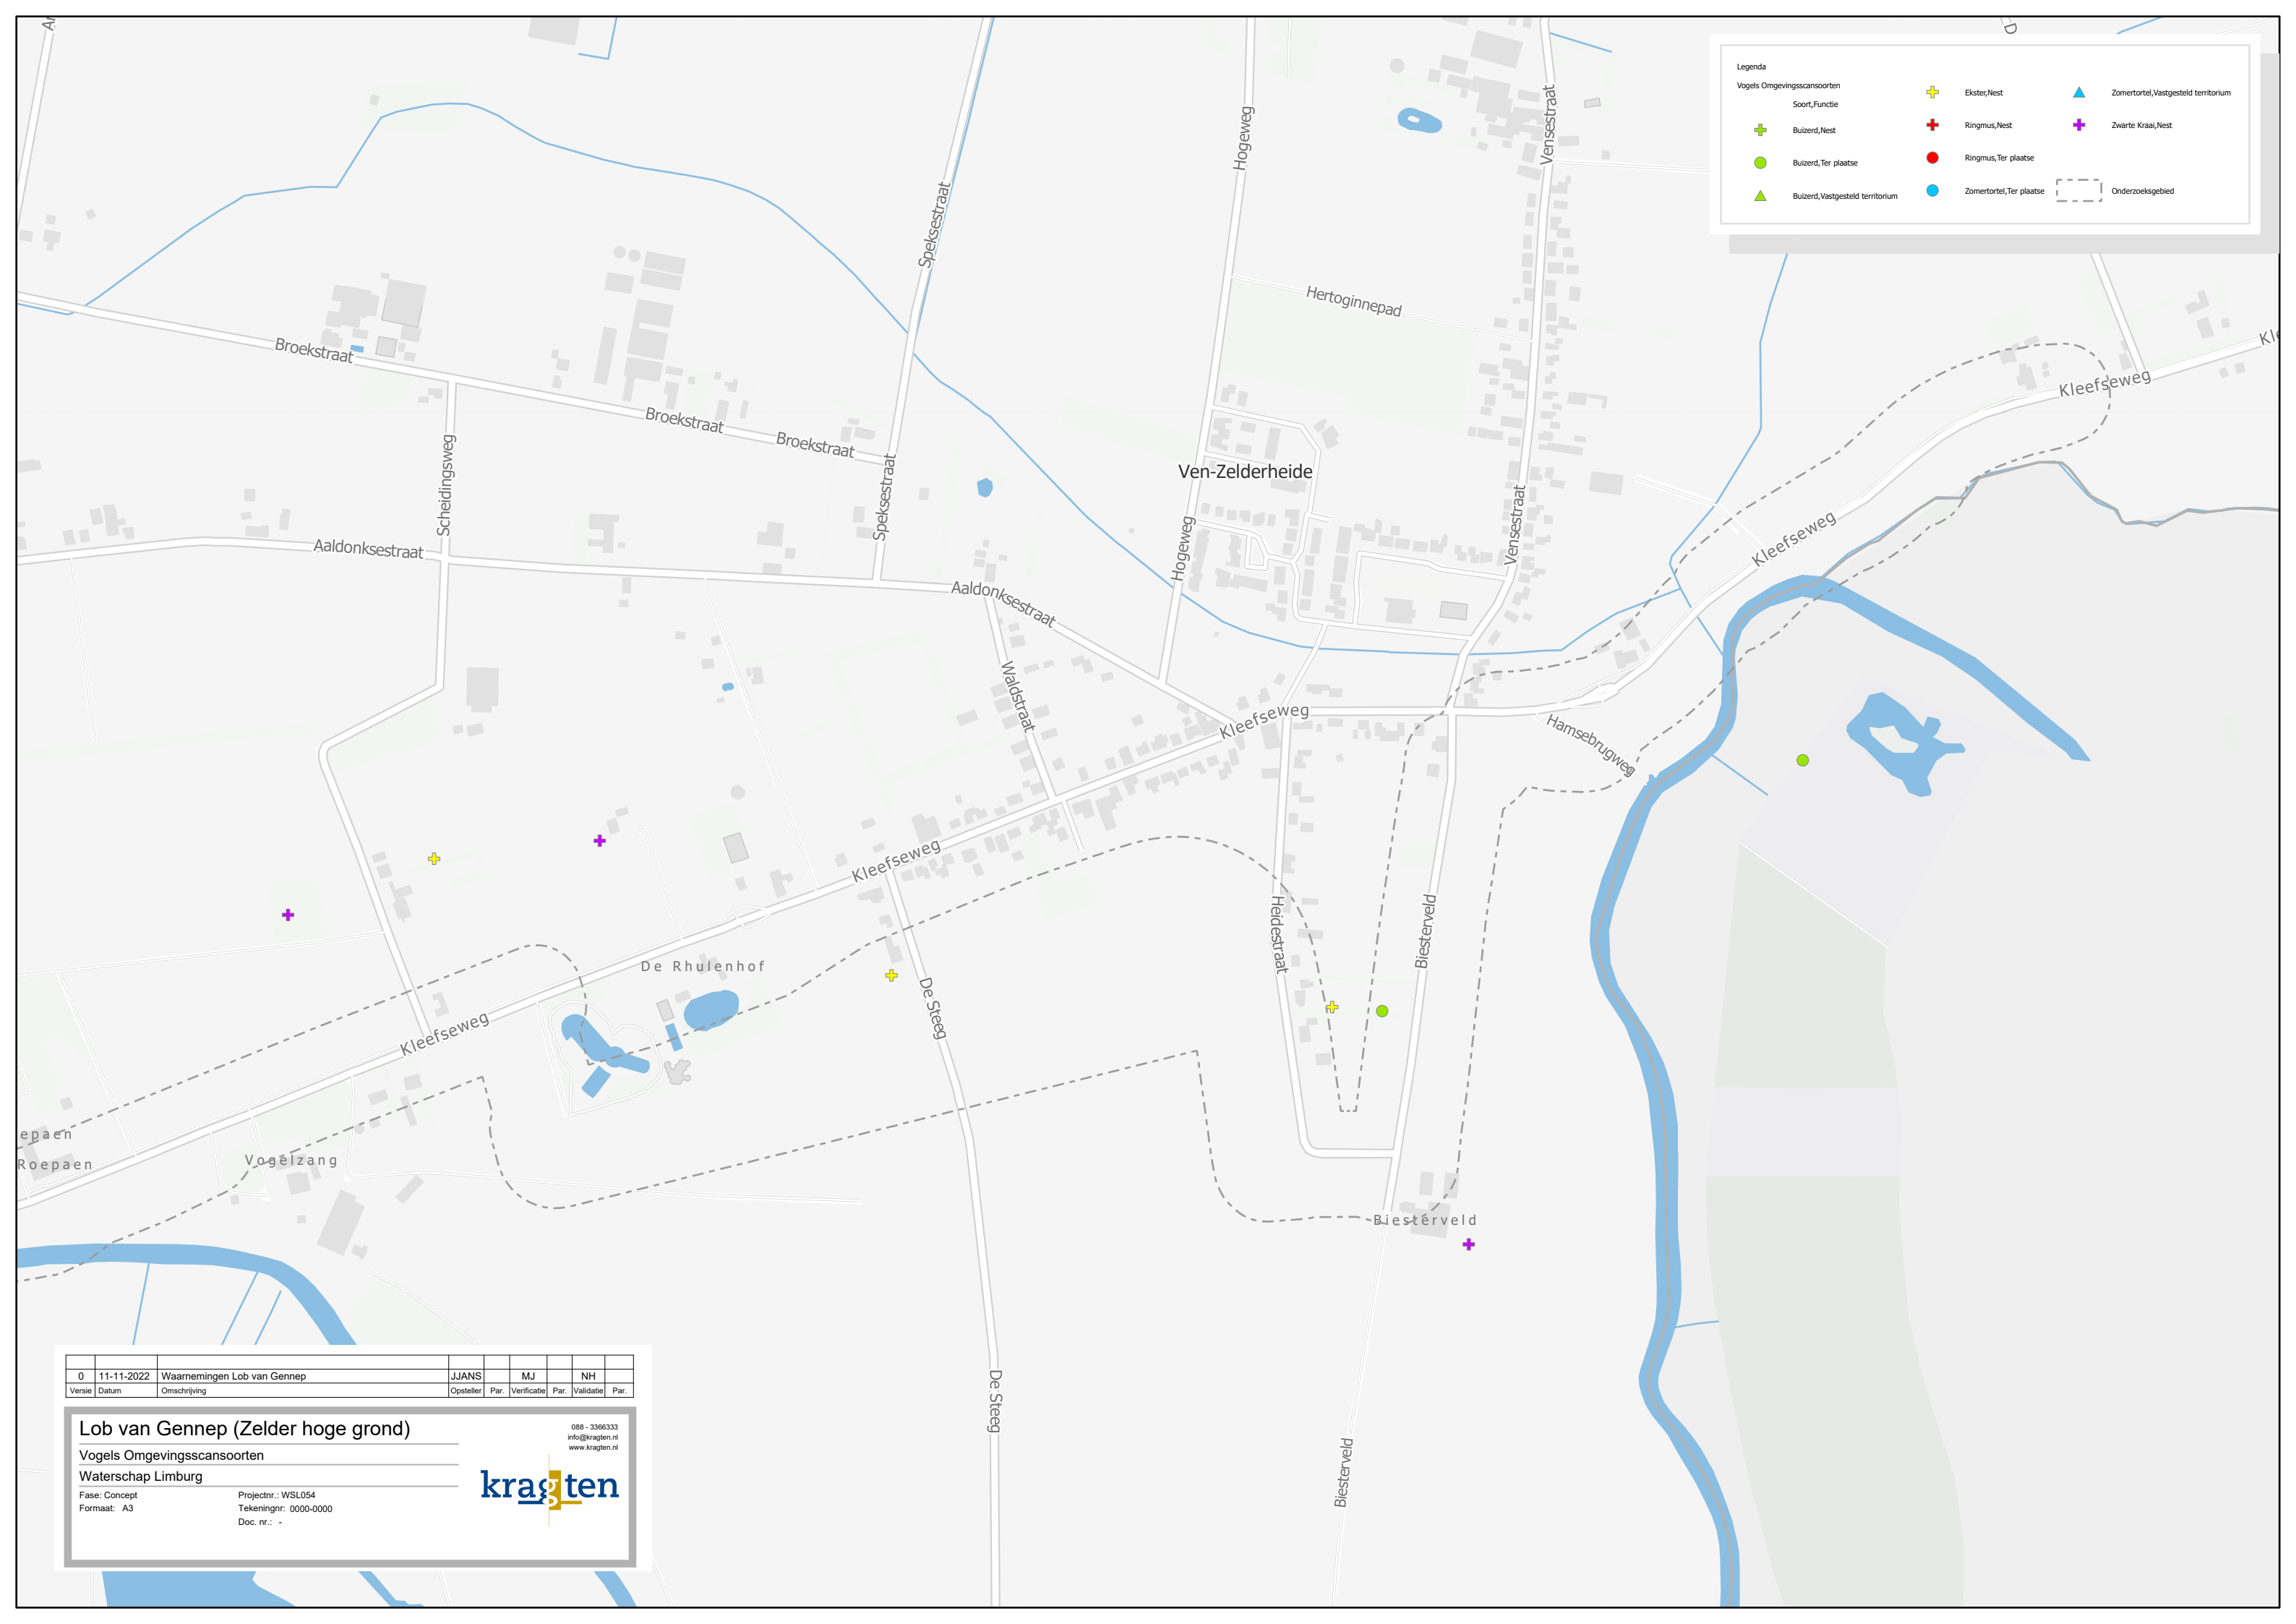 Legenda
Vogels Omgevingsscansoorten
Soort,Functie
Buizerd,Nest
Buizerd,Ter plaatse
Buizerd,Vastgesteld territorium
Ekster,Nest
Ringmus,Nest
Ringmus,Ter plaatse
Zomertortel,Ter plaatse
Zomertortel,Vastgesteld territorium
Zwarte Kraai,Nest
Onderzoeksgebied
Hogeweg
Vensestraat
Speksestraat
Hertoginnepad
Broekstraat
Broekstraat
Broekstraat
Kleefseweg
Scheidingsweg
Speksestraat
Ven-Zelderheide
Hogeweg
Vensestraat
Kleefseweg
Aaldonksestraat
Aaldonksestraat
Waldstraat
Kleefseweg
Hamsebrugweg
Kleefseweg
Heidestraat
Biesterveld
De Rhulenhof
De Steeg
Kleefseweg
epaen
Roepaen
Vogelzang
Biesterveld
De Steeg
Biesterveld
0 11-11-2022 Waarnemingen Lob van Gennep JJANS MJ NH
Versie Datum Omschrijving Opsteller Par. Verificatie Par. Validatie Par.
Lob van Gennep (Zelder hoge grond)
Vogels Omgevingsscansoorten
Waterschap Limburg
Fase: Concept Projectnr.: WSL054
Formaat: A3 Tekeningnr: 0000-0000
Doc. nr.: -
088 - 3366333
info@kragten.nl
www.kragten.nl
kragten